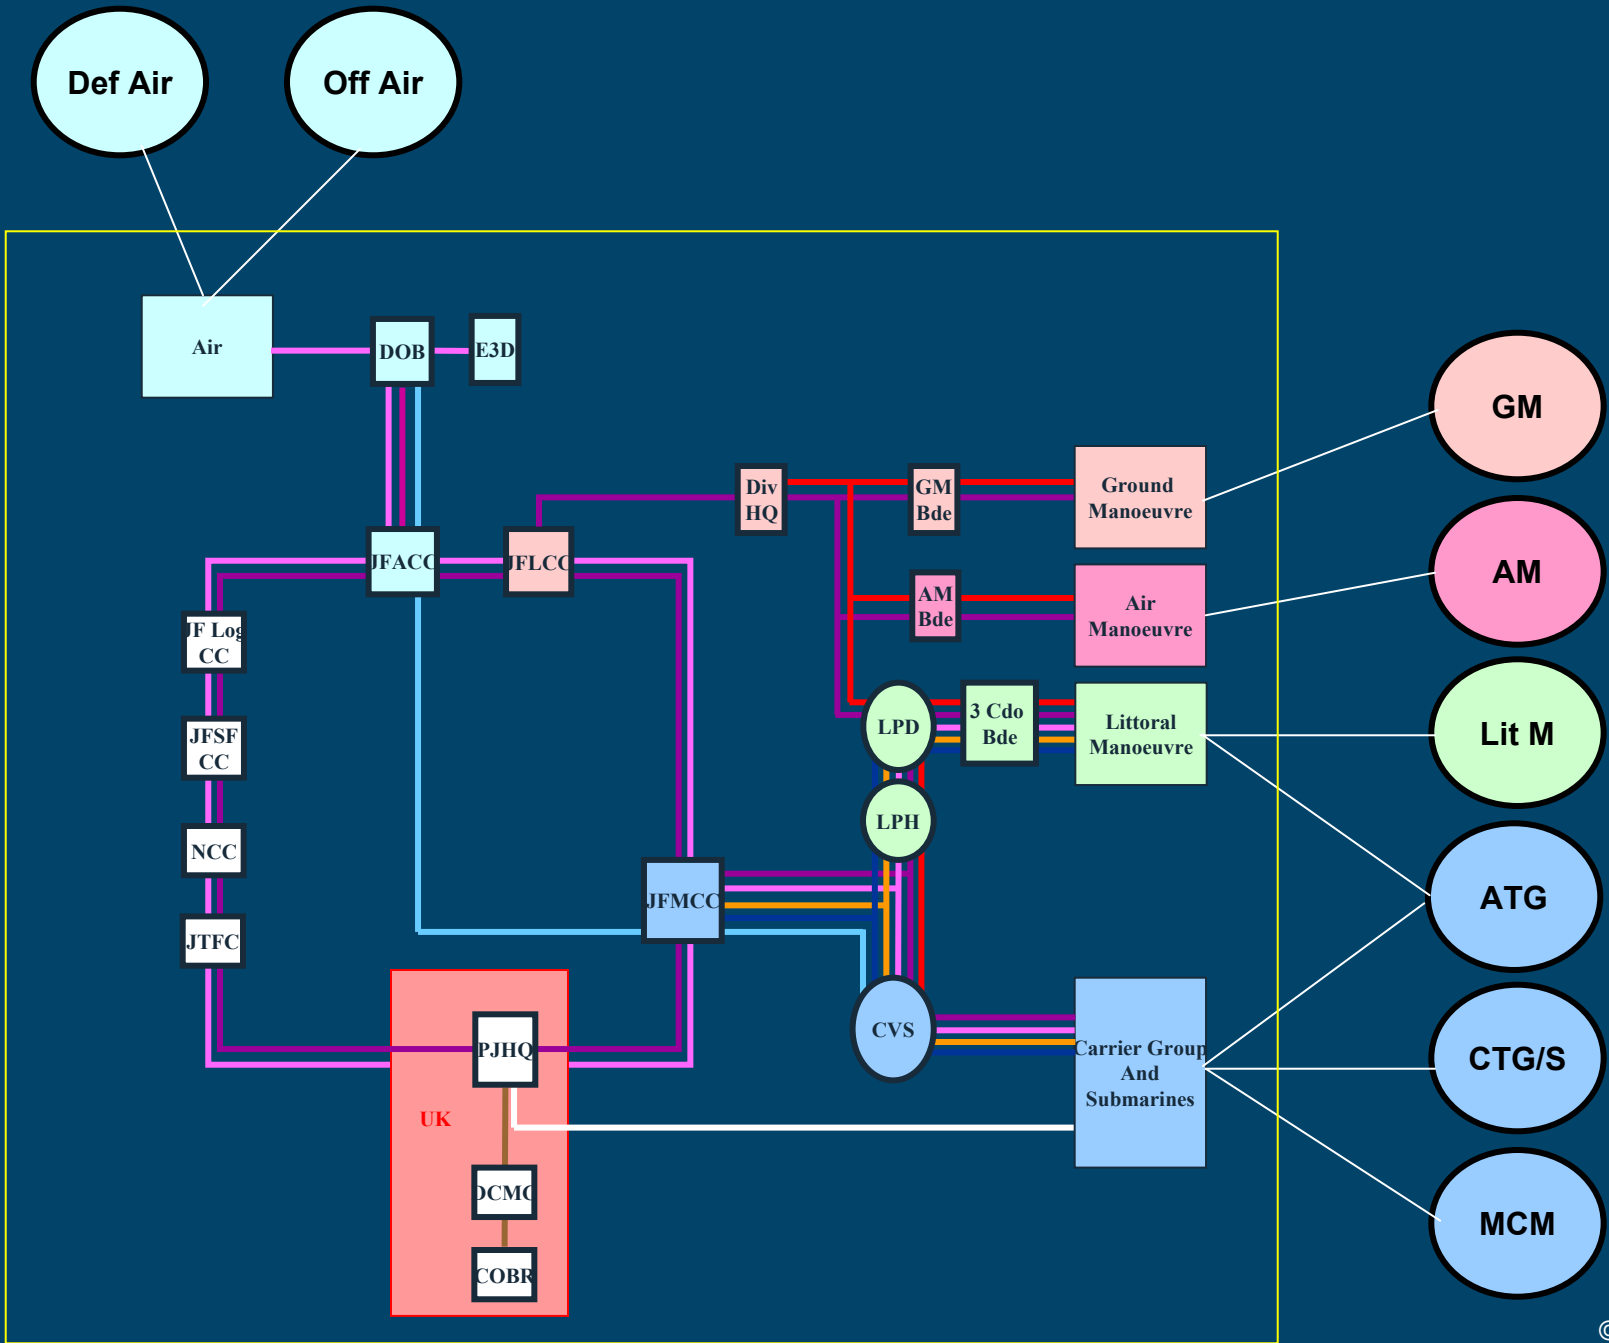 Def Air
Off Air
Air
DOB
E3D
Div
HQ
GM
Bde
Ground
Manoeuvre
GM
JFACC
JFLCC
AM
Bde
Air
Manoeuvre
AM
JF Log
CC
JFSF
CC
LPD
3 Cdo
Bde
Littoral
Manoeuvre
Lit M
LPH
NCC
JFMCC
ATG
JTFC
CVS
PJHQ
Carrier Group
And
Submarines
CTG/S
UK
DCMC
COBR
MCM
©